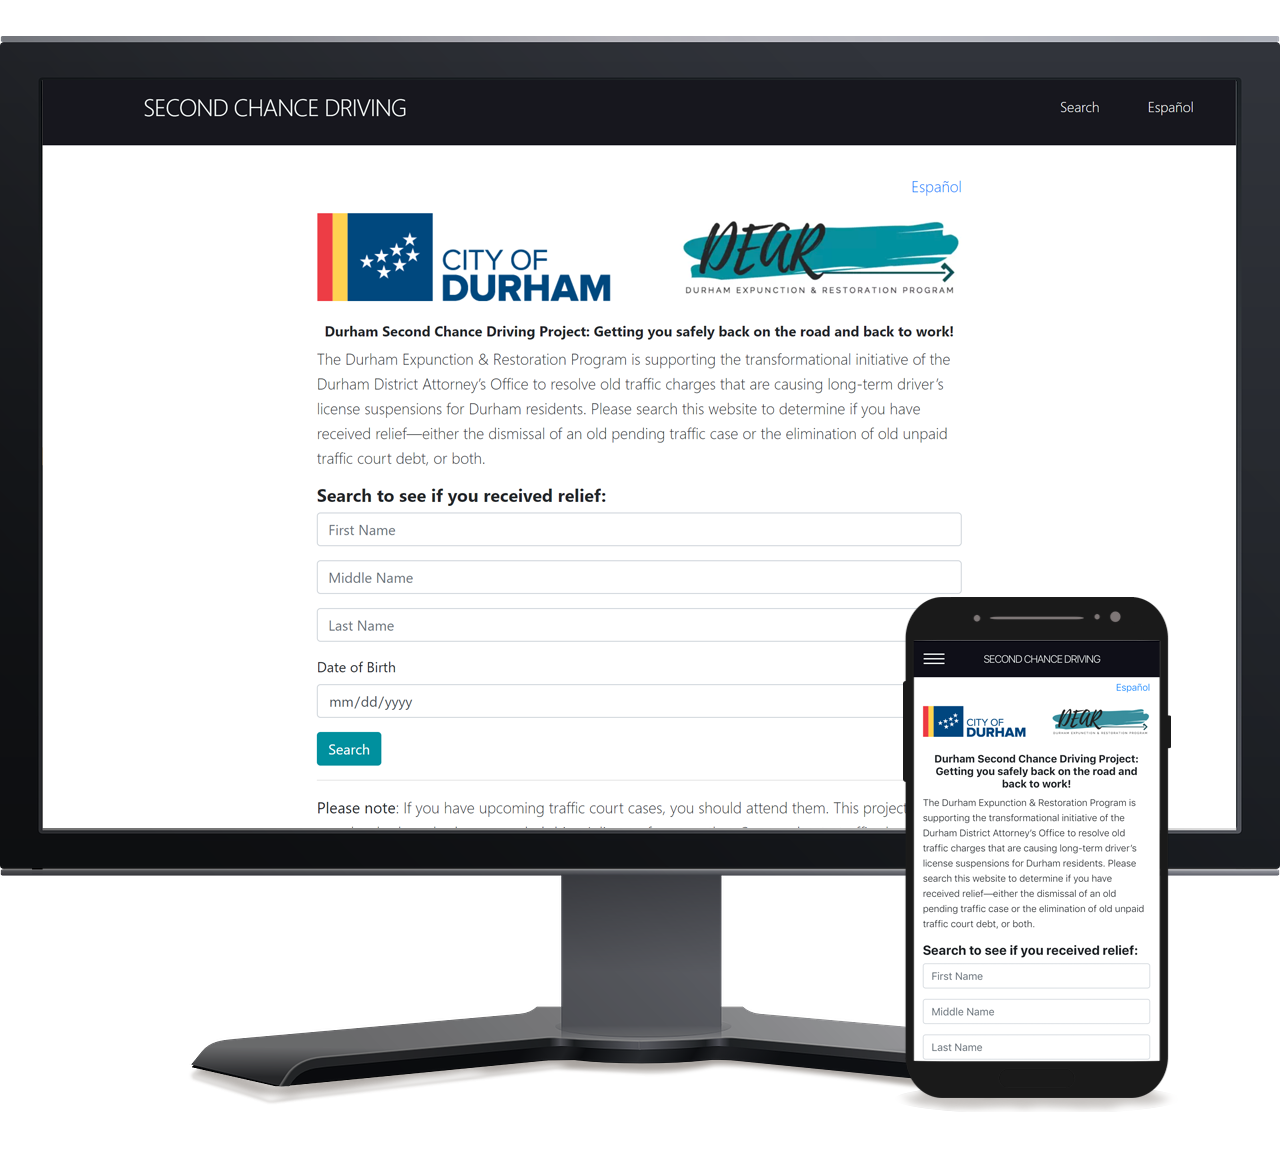 SECOND CHANCE DRIVING
Search
Español
Español
CITY OF
DURHAM
DEAR
DURHAM EXPUNCTION & RESTORATION PROGRAM
Durham Second Chance Driving Project: Getting you safely back on the road and back to work!
The Durham Expunction & Restoration Program is supporting the transformational initiative of the
Durham District Attorney’s Office to resolve old traffic charges that are causing long-term driver’s
license suspensions for Durham residents. Please search this website to determine if you have
received relief—either the dismissal of an old pending traffic case or the elimination of old unpaid
traffic court debt, or both.
Search to see if you received relief:
First Name
Middle Name
Last Name
Date of Birth
mm/dd/yyyy
Search
Please note: If you have upcoming traffic court cases, you should attend them. This project
SECOND CHANCE DRIVING
Español
CITY OF
DURHAM
DEAR
DURHAM EXPUNCTION & RESTORATION PROGRAM
Durham Second Chance Driving Project:
Getting you safely back on the road and
back to work!
The Durham Expunction & Restoration Program is
supporting the transformational initiative of the
Durham District Attorney’s Office to resolve old
traffic charges that are causing long-term driver’s
license suspensions for Durham residents. Please
search this website to determine if you have
received relief—either the dismissal of an old
pending traffic case or the elimination of old unpaid
traffic court debt, or both.
Search to see if you received relief:
First Name
Middle Name
Last Name